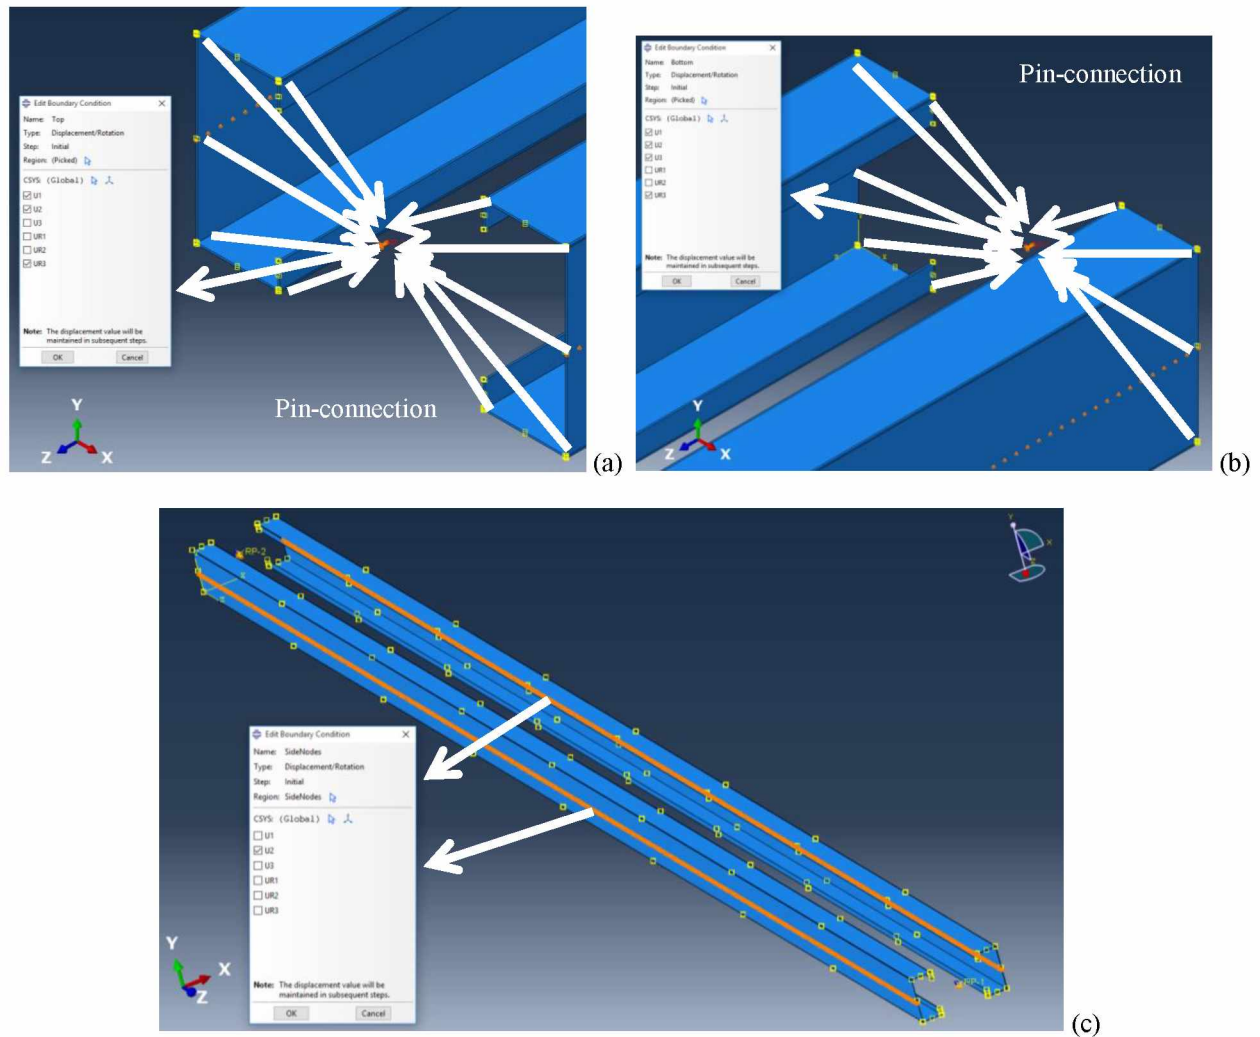 Edit Boundary Condition
Name: Top
Type: Displacement/Rotation
Step: Initial
Region: (Picked)
CSYS: (Global)
U1
U2
U3
UR1
UR2
UR3
Note: The displacement value will be
maintained in subsequent steps.
OK Cancel
Pin-connection
Y
Z X
(a)
Edit Boundary Condition
Name: Bottom
Type: Displacement/Rotation
Step: Initial
Region: (Picked)
CSYS: (Global)
U1
U2
U3
UR1
UR2
UR3
Note: The displacement value will be
maintained in subsequent steps.
OK Cancel
Pin-connection
Y
Z X
(b)
RP-2
Edit Boundary Condition
Name: SideNodes
Type: Displacement/Rotation
Step: Initial
Region: SideNodes
CSYS: (Global)
U1
U2
U3
UR1
UR2
UR3
Note: The displacement value will be
maintained in subsequent steps.
OK Cancel
Y
X
Z
RP-1
(c)